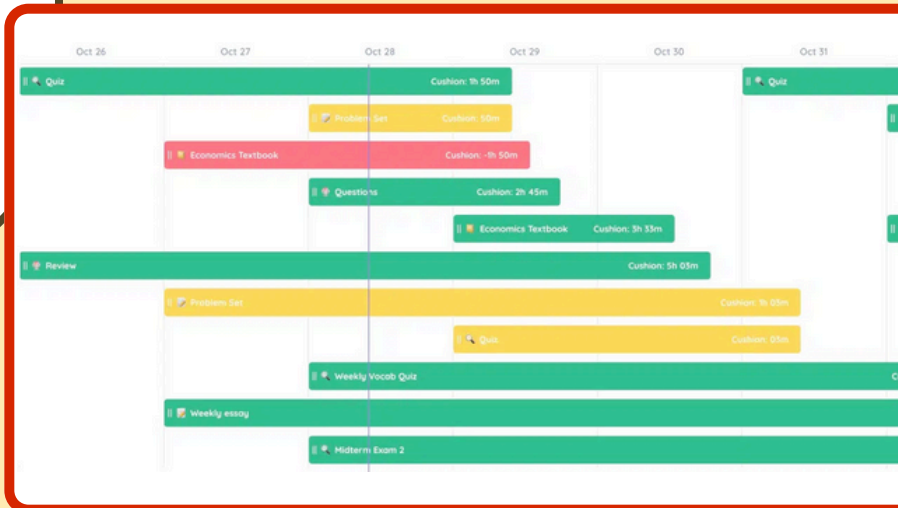 Oct 26 Oct 27 Oct 28 Oct 29 Oct 30 Oct 31
Quiz Cushion: 1h 50m Quiz
Problem Set Cushion: 50m
Economics Textbook Cushion: -1h 50m
Questions Cushion: 2h 45m
Economics Textbook Cushion: 3h 33m
Review Cushion: 5h 03m
Problem Set Cushion: 1h 03m
Quiz Cushion: 03m
Weekly Vocab Quiz C
Weekly essay
Midterm Exam 2